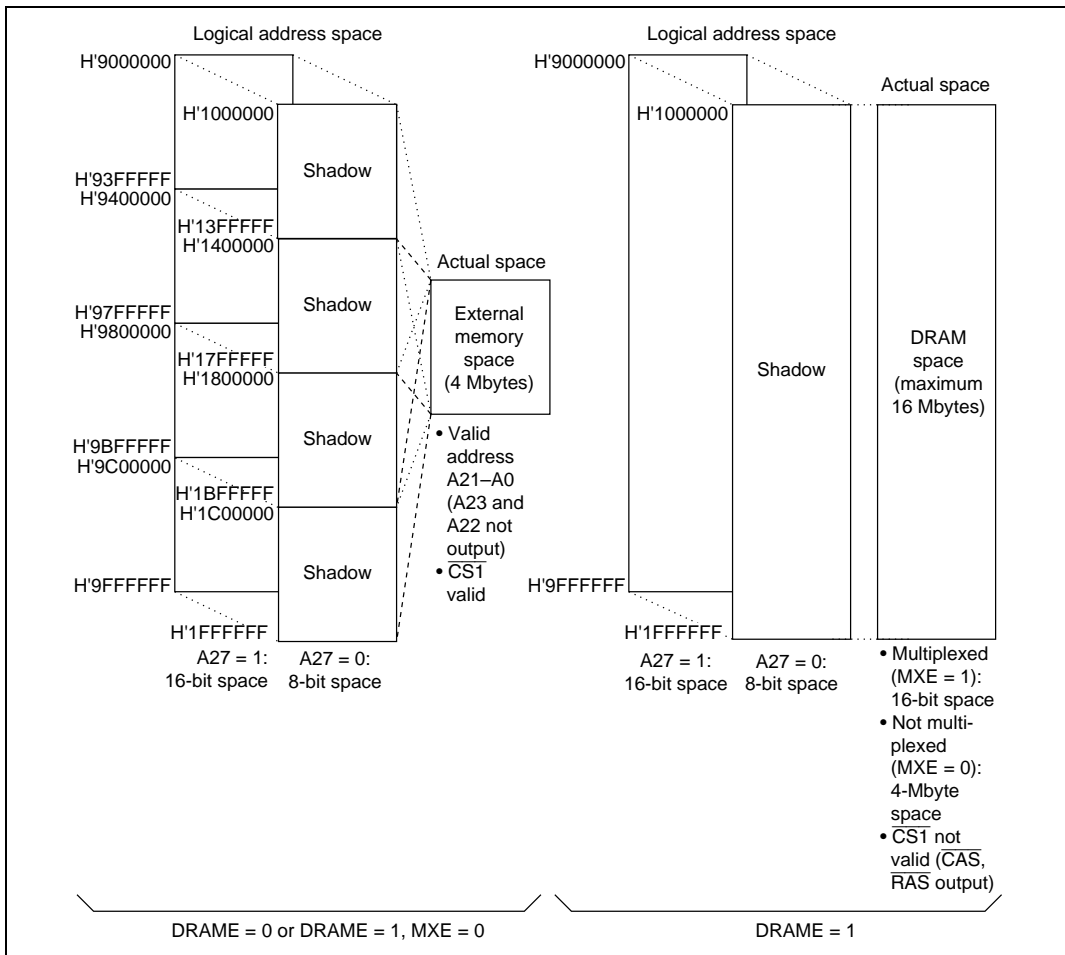 Logical address space
H'9000000
H'1000000
Shadow
H'93FFFFF
H'9400000
H'13FFFFF
H'1400000
Shadow
H'97FFFFF
H'9800000
H'17FFFFF
H'1800000
Shadow
H'9BFFFFF
H'9C00000
H'1BFFFFF
H'1C00000
Shadow
H'9FFFFFF
H'1FFFFFF
A27 = 1:
16-bit space
A27 = 0:
8-bit space
Actual space
External
memory
space
(4 Mbytes)
• Valid
address
A21–A0
(A23 and
A22 not
output)
• CS1
valid
DRAME = 0 or DRAME = 1, MXE = 0
Logical address space
H'9000000
H'1000000
Shadow
H'9FFFFFF
H'1FFFFFF
A27 = 1:
16-bit space
A27 = 0:
8-bit space
Actual space
DRAM
space
(maximum
16 Mbytes)
• Multiplexed
(MXE = 1):
16-bit space
• Not multi-
plexed
(MXE = 0):
4-Mbyte
space
• CS1 not
valid (CAS,
RAS output)
DRAME = 1